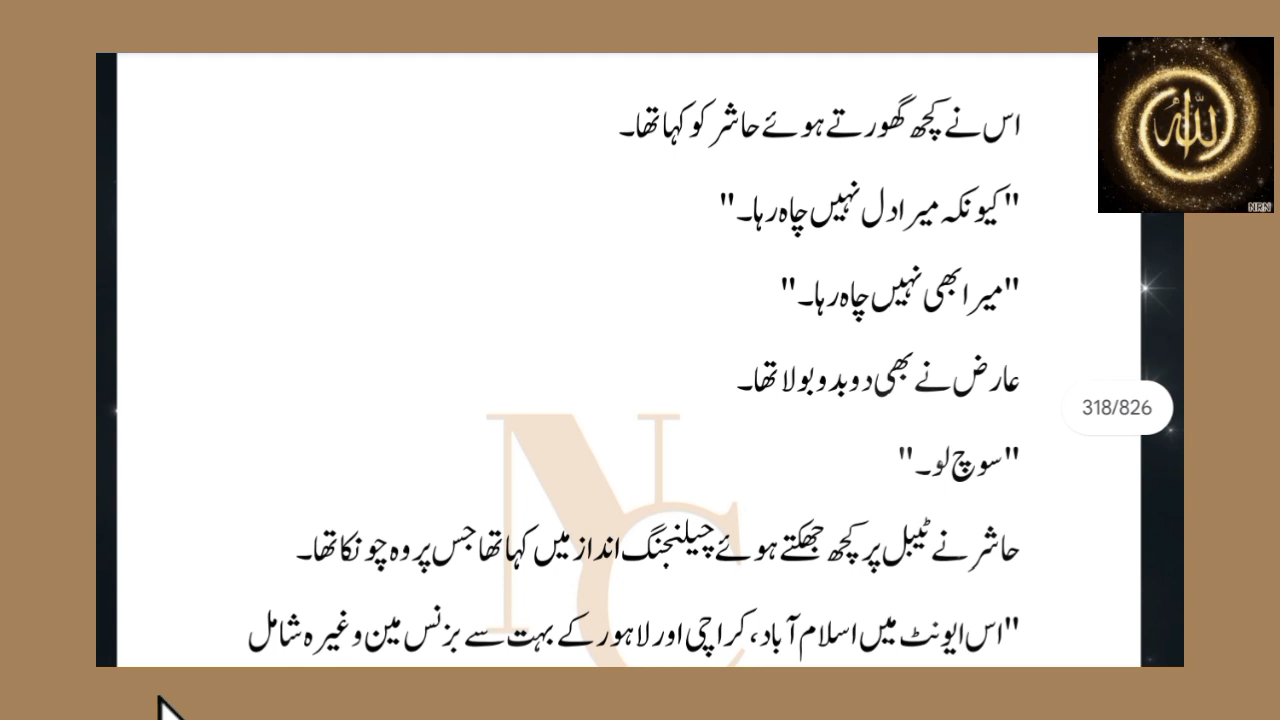 اس نے کچھ گھورتے ہوئے حاشر کو کہا تھا۔
"کیونکہ میرا دل نہیں چاہ رہا۔"
"میرا بھی نہیں چاہ رہا۔"
عارض نے بھی دوبدو بولا تھا۔
"سوچ لو۔"
حاشر نے ٹیبل پر کچھ جھکتے ہوئے چیلنجنگ انداز میں کہا تھا جس پر وہ چونکا تھا۔
"اس ایونٹ میں اسلام آباد، کراچی اور لاہور کے بہت سے بزنس مین وغیرہ شامل
318/826
اللہ
NRN
NC